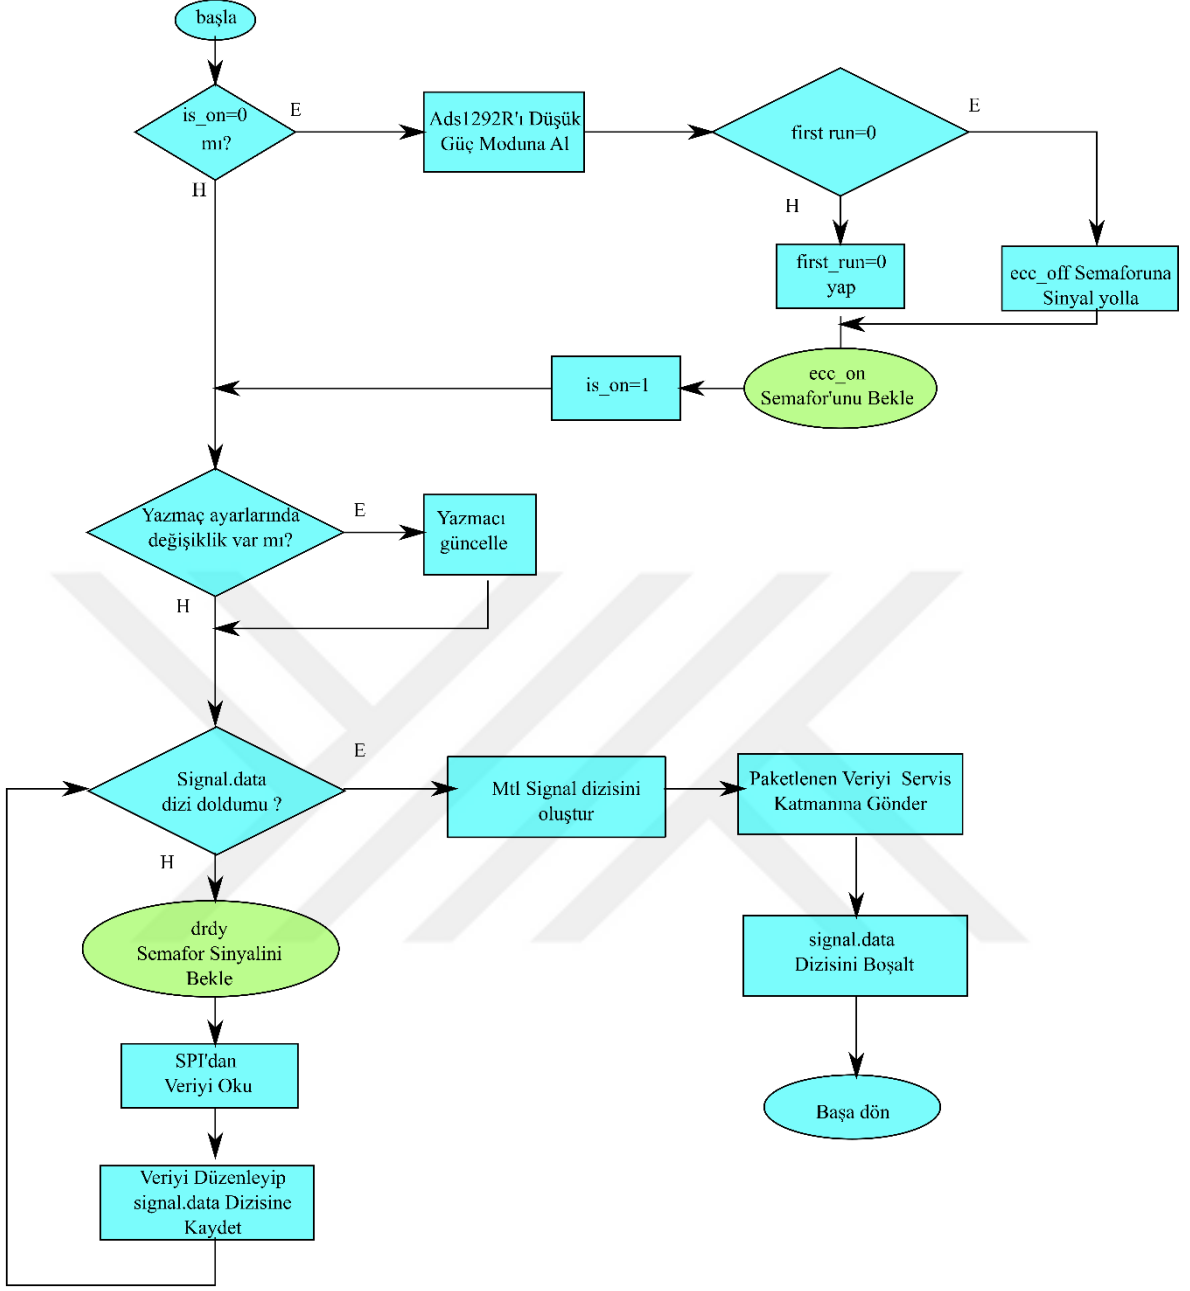 başla
is_on=0
mı?
E
H
Ads1292R'ı Düşük
Güç Moduna Al
first run=0
E
H
first_run=0
yap
ecc_off Semaforuna
Sinyal yolla
ecc_on
Semafor'unu Bekle
is_on=1
Yazmaç ayarlarında
değişiklik var mı?
E
H
Yazmacı
güncelle
Signal.data
dizi doldumu ?
E
H
Mtl Signal dizisini
oluştur
Paketlenen Veriyi Servis
Katmanına Gönder
signal.data
Dizisini Boşalt
Başa dön
drdy
Semafor Sinyalini
Bekle
SPI'dan
Veriyi Oku
Veriyi Düzenleyip
signal.data Dizisine
Kaydet